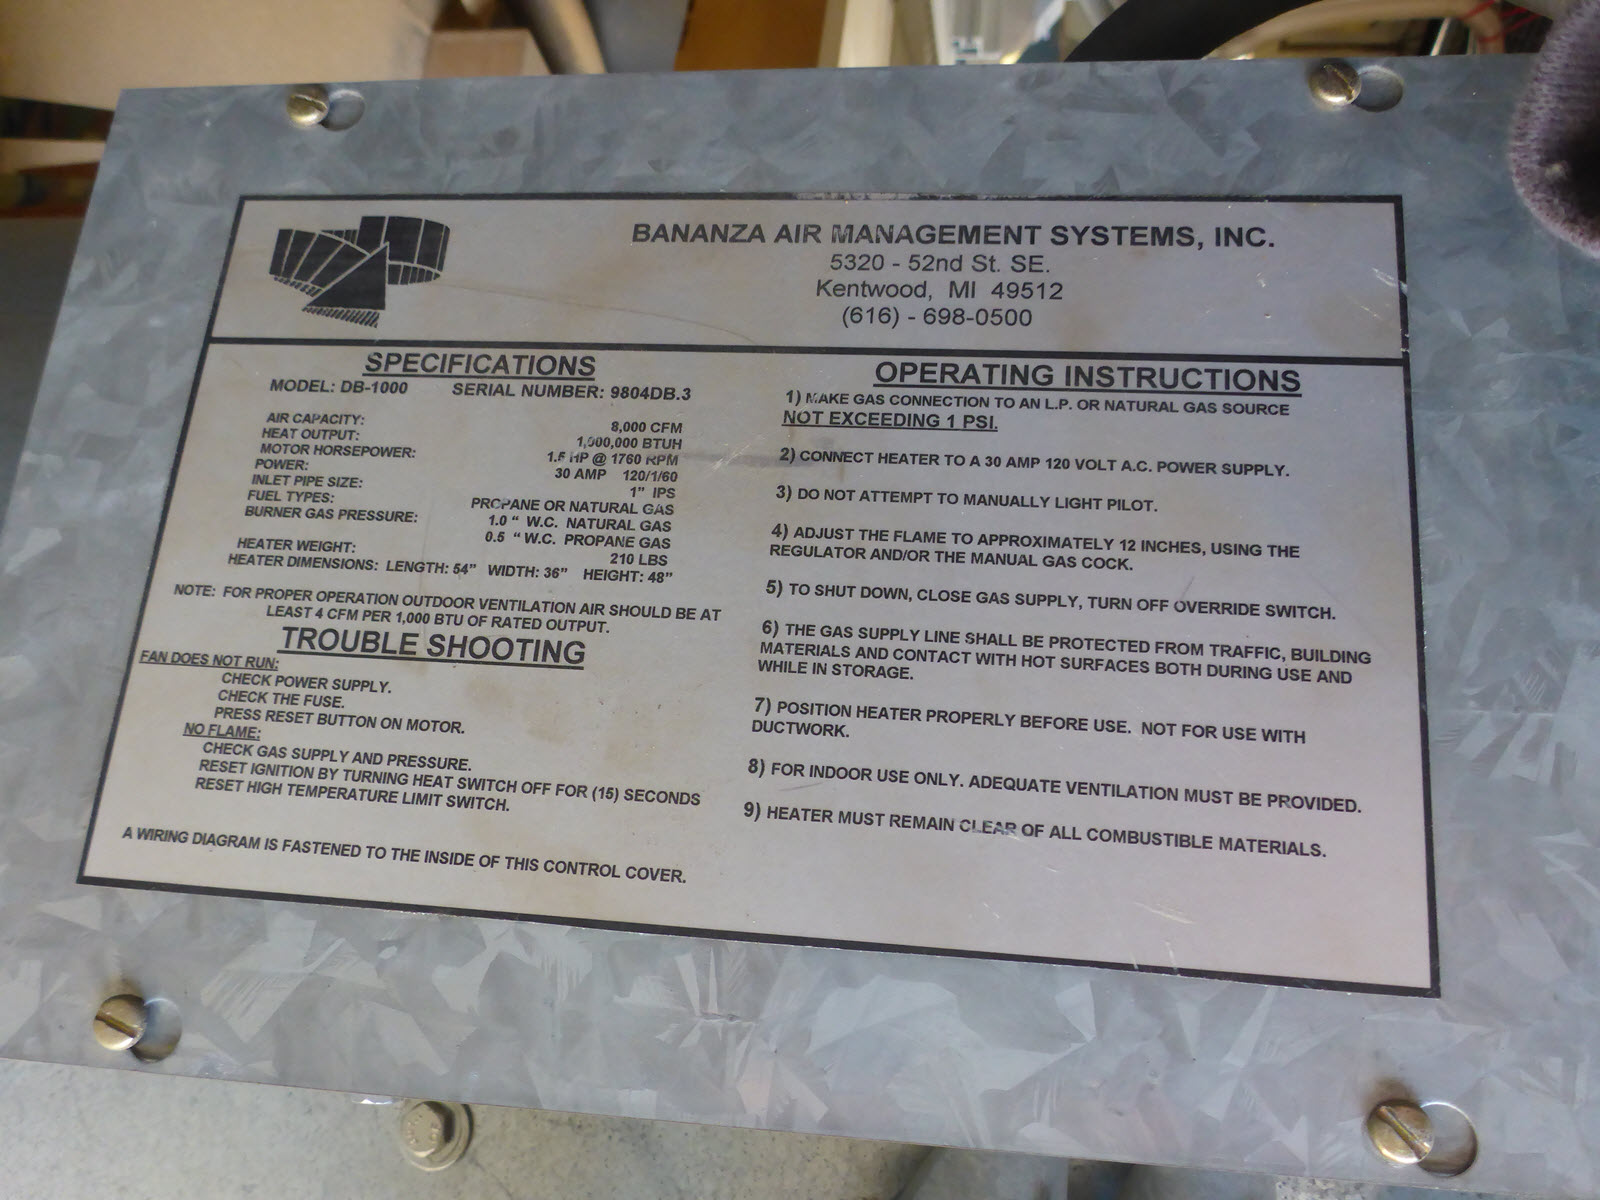 BANANZA AIR MANAGEMENT SYSTEMS, INC.
5320 - 52nd St. SE.
Kentwood, MI 49512
(616) - 698-0500
SPECIFICATIONS
MODEL: DB-1000 SERIAL NUMBER: 9804DB.3
AIR CAPACITY: 8,000 CFM
HEAT OUTPUT: 1,000,000 BTUH
MOTOR HORSEPOWER: 1.5 HP @ 1760 RPM
POWER: 30 AMP 120/1/60
INLET PIPE SIZE: 1" IPS
FUEL TYPES: PROPANE OR NATURAL GAS
BURNER GAS PRESSURE: 1.0 " W.C. NATURAL GAS
0.5 " W.C. PROPANE GAS
HEATER WEIGHT: 210 LBS
HEATER DIMENSIONS: LENGTH: 54" WIDTH: 36" HEIGHT: 48"
NOTE: FOR PROPER OPERATION OUTDOOR VENTILATION AIR SHOULD BE AT
LEAST 4 CFM PER 1,000 BTU OF RATED OUTPUT.
TROUBLE SHOOTING
FAN DOES NOT RUN:
CHECK POWER SUPPLY.
CHECK THE FUSE.
PRESS RESET BUTTON ON MOTOR.
NO FLAME:
CHECK GAS SUPPLY AND PRESSURE.
RESET IGNITION BY TURNING HEAT SWITCH OFF FOR (15) SECONDS
RESET HIGH TEMPERATURE LIMIT SWITCH.
A WIRING DIAGRAM IS FASTENED TO THE INSIDE OF THIS CONTROL COVER.
OPERATING INSTRUCTIONS
1) MAKE GAS CONNECTION TO AN L.P. OR NATURAL GAS SOURCE
NOT EXCEEDING 1 PSI.
2) CONNECT HEATER TO A 30 AMP 120 VOLT A.C. POWER SUPPLY.
3) DO NOT ATTEMPT TO MANUALLY LIGHT PILOT.
4) ADJUST THE FLAME TO APPROXIMATELY 12 INCHES, USING THE
REGULATOR AND/OR THE MANUAL GAS COCK.
5) TO SHUT DOWN, CLOSE GAS SUPPLY, TURN OFF OVERRIDE SWITCH.
6) THE GAS SUPPLY LINE SHALL BE PROTECTED FROM TRAFFIC, BUILDING
MATERIALS AND CONTACT WITH HOT SURFACES BOTH DURING USE AND
WHILE IN STORAGE.
7) POSITION HEATER PROPERLY BEFORE USE. NOT FOR USE WITH
DUCTWORK.
8) FOR INDOOR USE ONLY. ADEQUATE VENTILATION MUST BE PROVIDED.
9) HEATER MUST REMAIN CLEAR OF ALL COMBUSTIBLE MATERIALS.